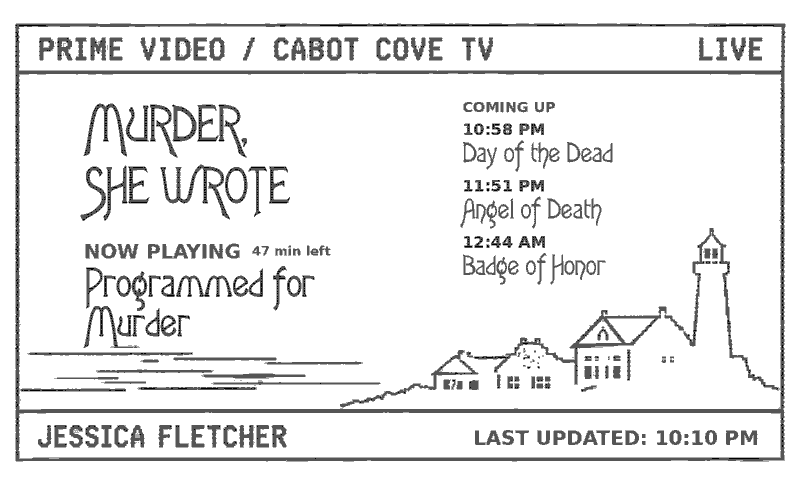 PRIME VIDEO / CABOT COVE TV
LIVE
MURDER,
SHE WROTE
NOW PLAYING 47 min left
Programmed for
Murder
COMING UP
10:58 PM
Day of the Dead
11:51 PM
Angel of Death
12:44 AM
Badge of Honor
JESSICA FLETCHER
LAST UPDATED: 10:10 PM